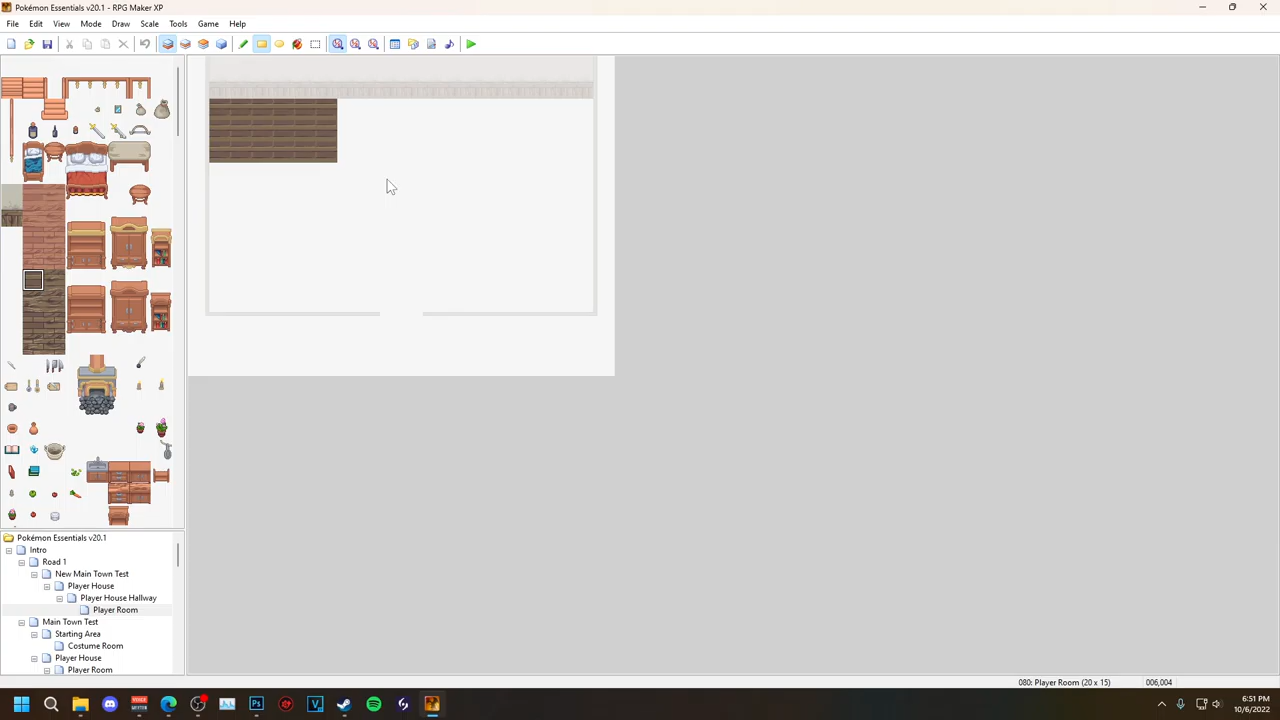 Pokémon Essentials v20.1 - RPG Maker XP
File Edit View Mode Draw Scale Tools Game Help
Pokémon Essentials v20.1
Intro
Road 1
New Main Town Test
Player House
Player House Hallway
Player Room
Main Town Test
Starting Area
Costume Room
Player House
Player Room
080: Player Room (20 x 15) 006,004
6:51 PM
10/6/2022